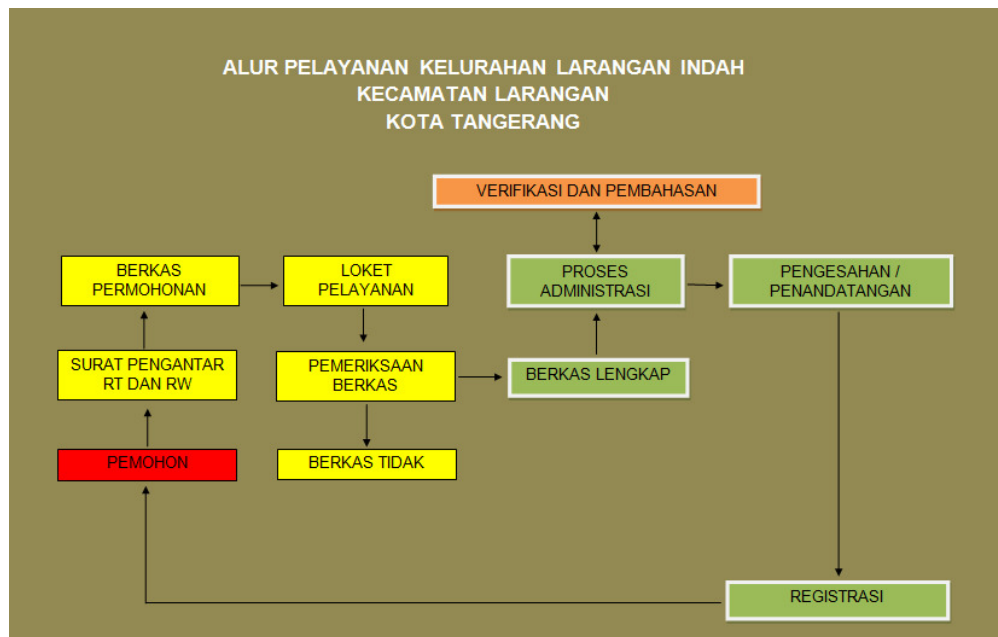 ALUR PELAYANAN KELURAHAN LARANGAN INDAH
KECAMATAN LARANGAN
KOTA TANGERANG
VERIFIKASI DAN PEMBAHASAN
BERKAS
PERMOHONAN
LOKET
PELAYANAN
PROSES
ADMINISTRASI
PENGESAHAN /
PENANDATANGAN
SURAT PENGANTAR
RT DAN RW
PEMERIKSAAN
BERKAS
BERKAS LENGKAP
PEMOHON
BERKAS TIDAK
REGISTRASI